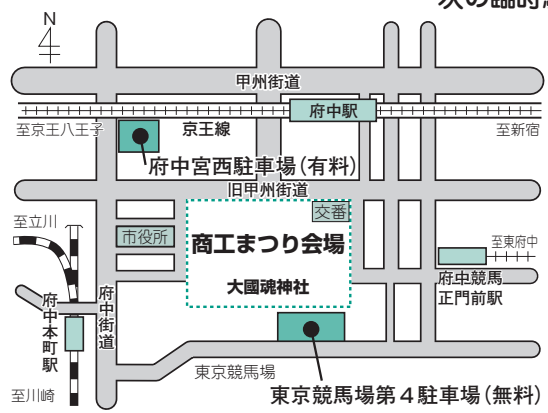 次の臨時
N
甲州街道
府中駅
至京王八王子
京王線
至新宿
府中宮西駐車場(有料)
旧甲州街道
交番
至立川
市役所
商工まつり会場
至東府中
大國魂神社
府中競馬
正門前駅
府中街道
府中本町駅
東京競馬場
至川崎
東京競馬場第4駐車場(無料)